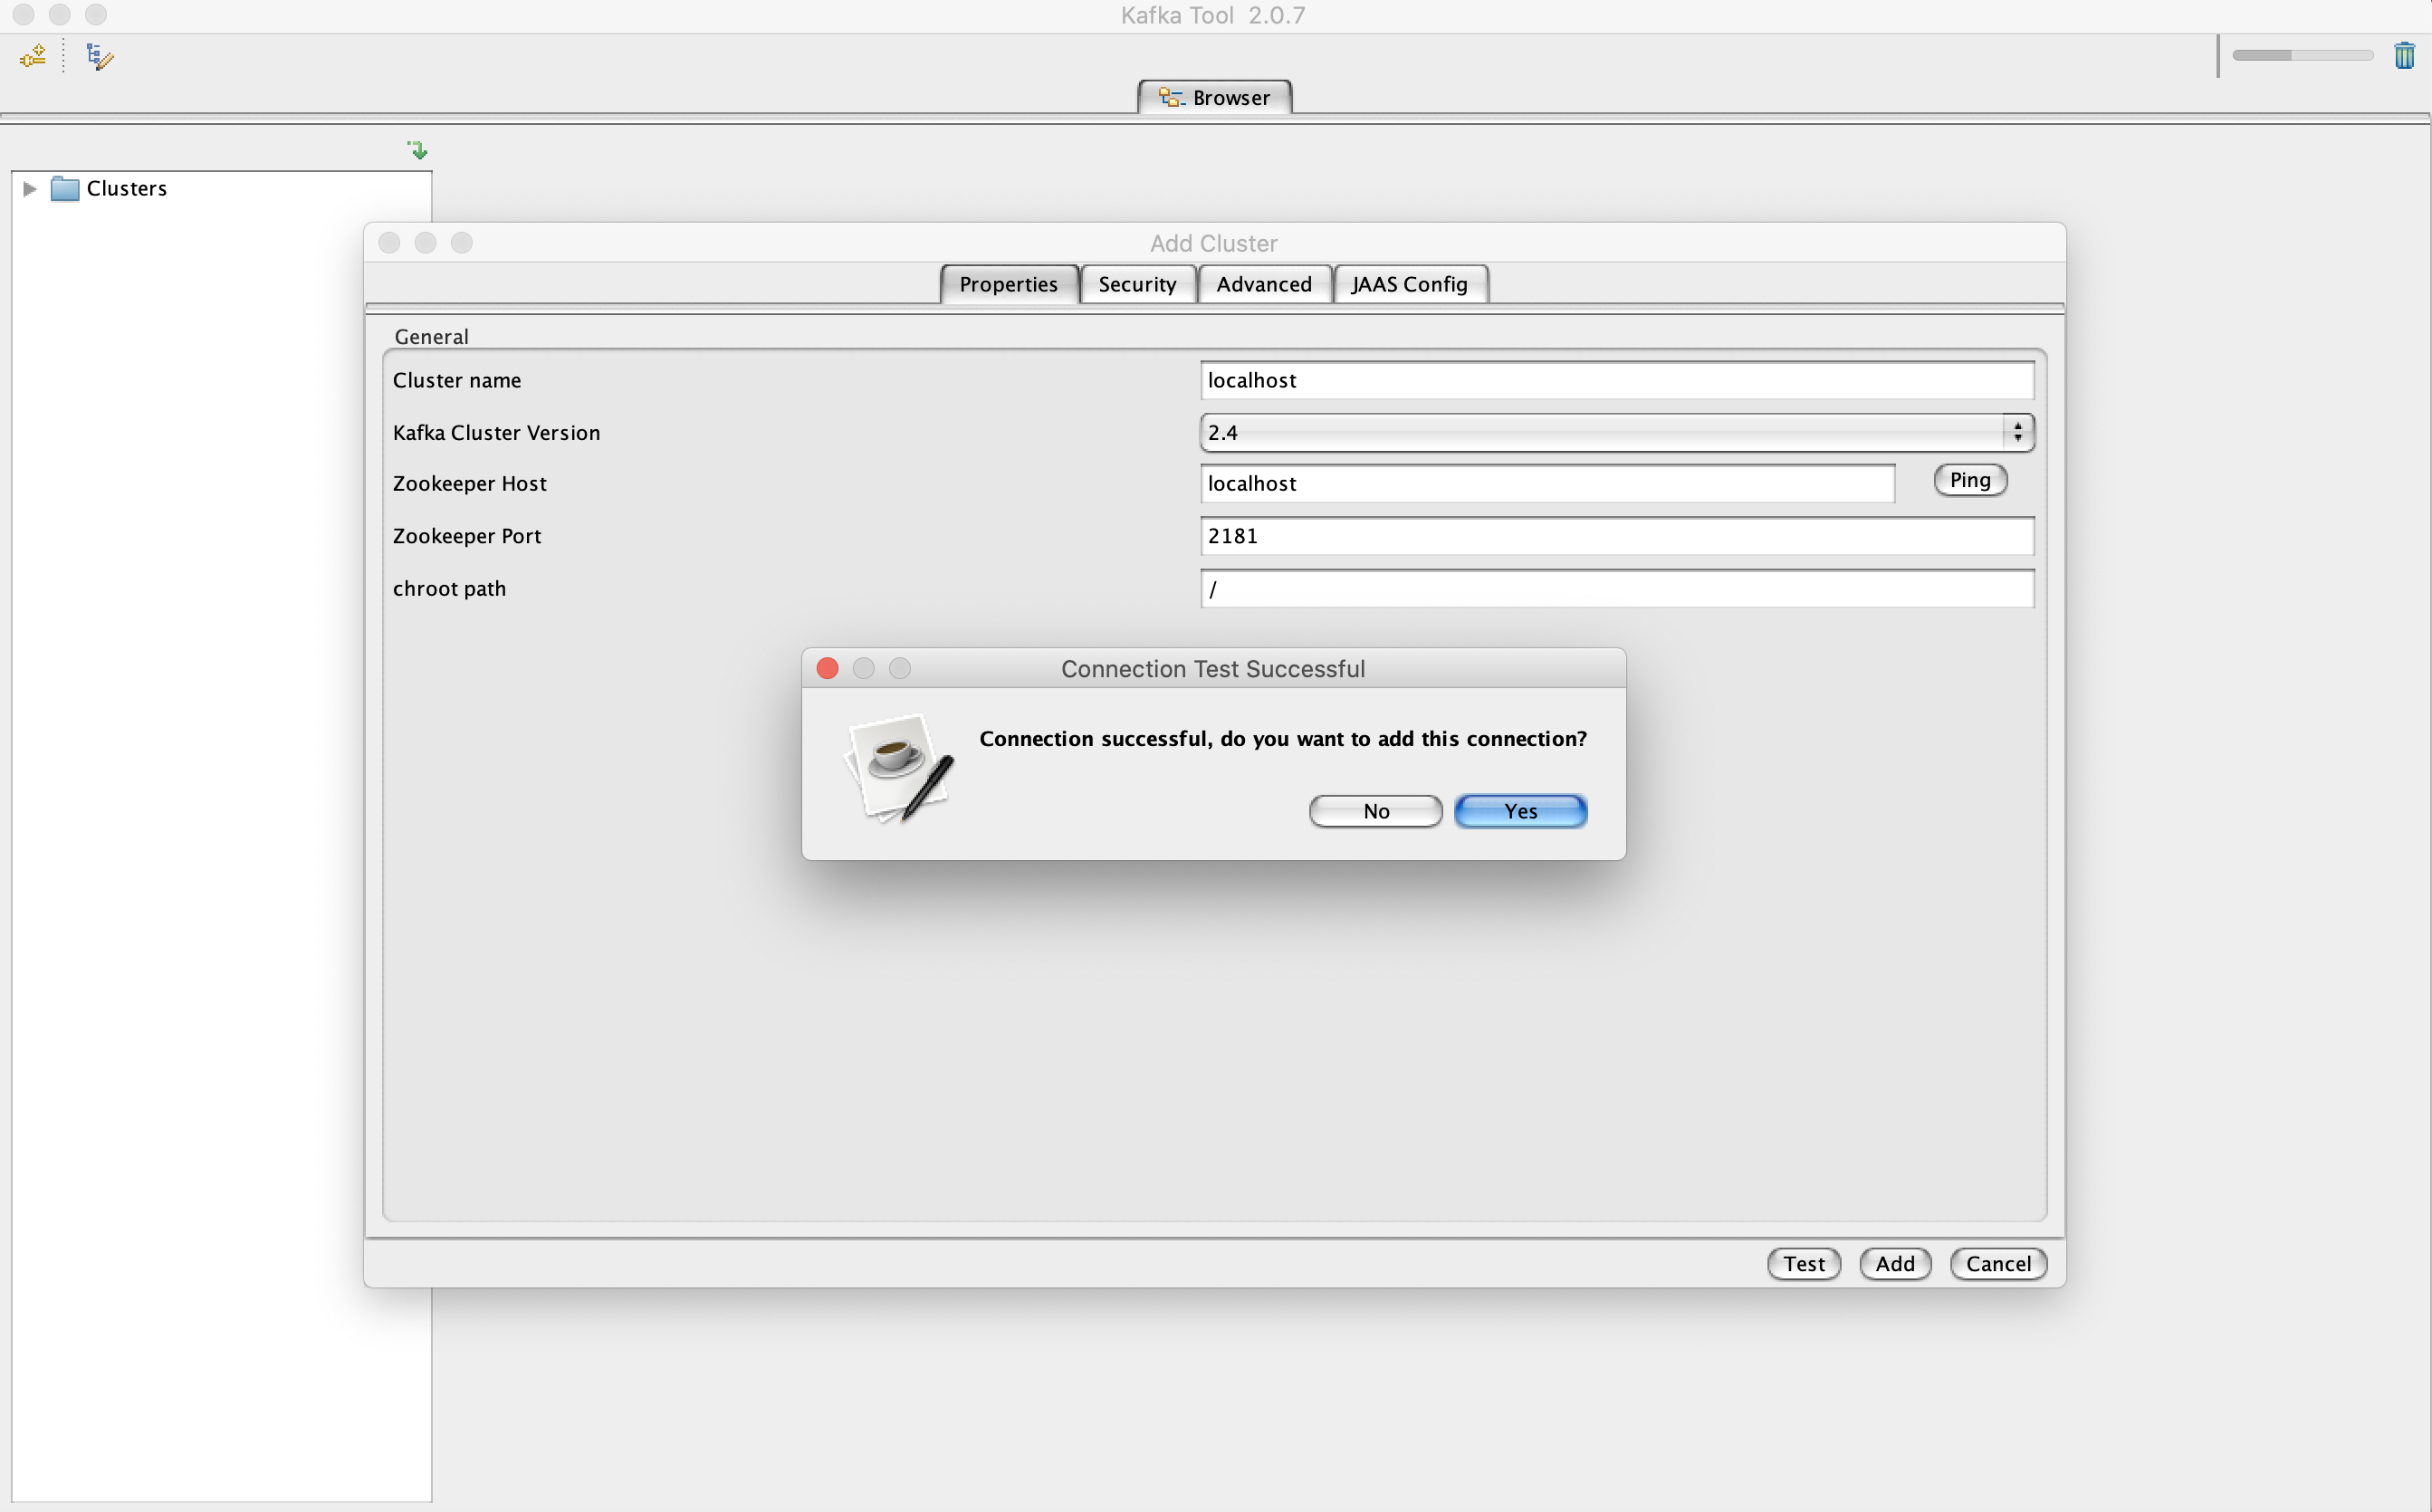 Kafka Tool 2.0.7
Browser
Clusters
Add Cluster
Properties Security Advanced JAAS Config
General
Cluster name localhost
Kafka Cluster Version 2.4
Zookeeper Host localhost Ping
Zookeeper Port 2181
chroot path /
Connection Test Successful
Connection successful, do you want to add this connection?
No Yes
Test Add Cancel